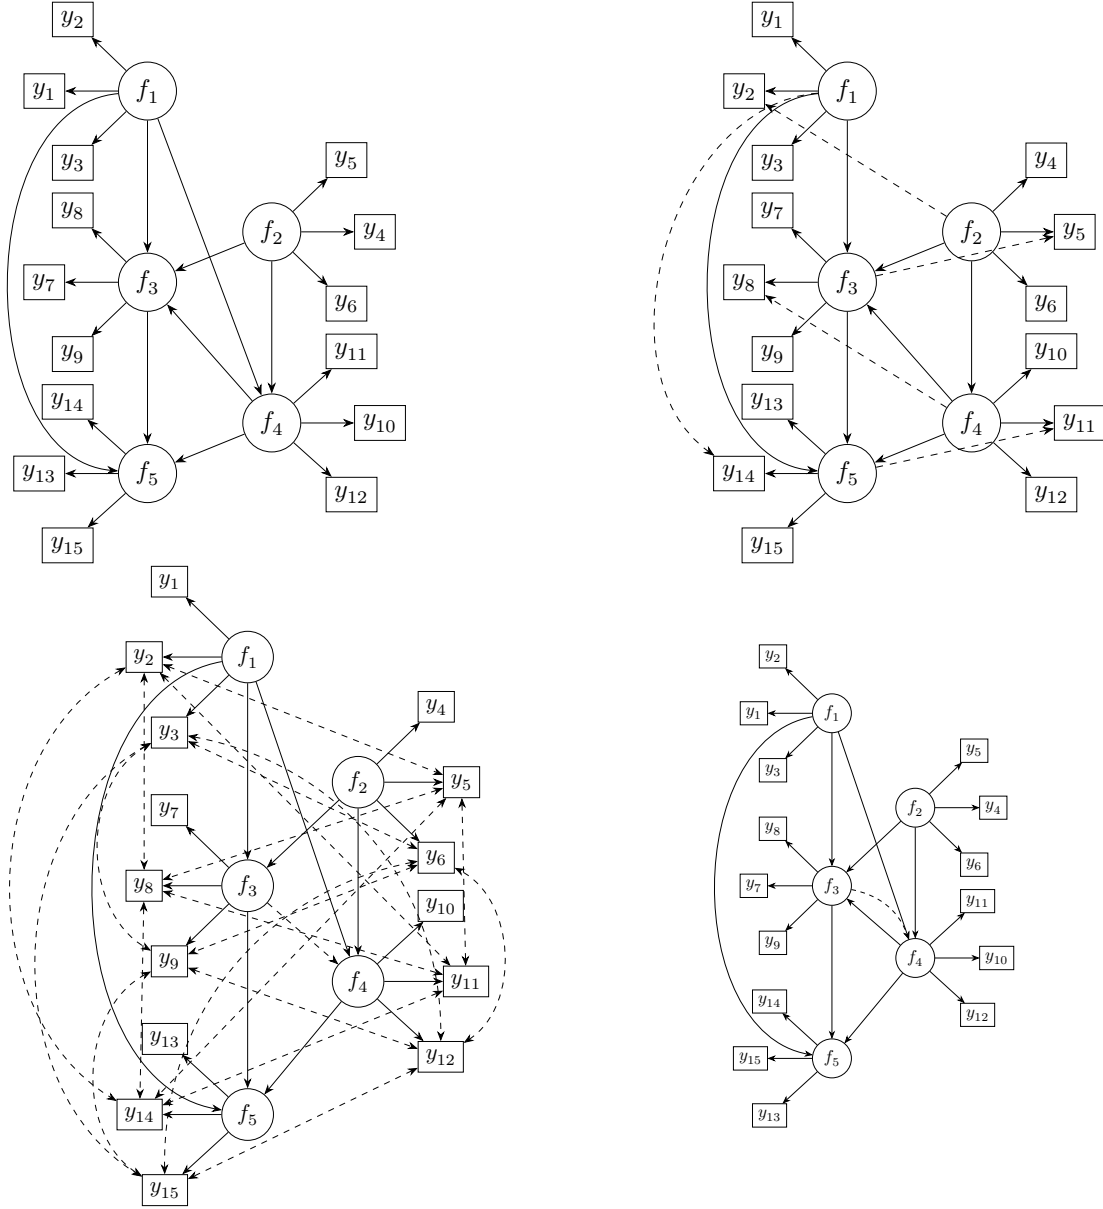 y₂
f₁
y₁
y₃
y₅
y₈
f₂
y₄
y₇
f₃
y₆
y₉
y₁₁
y₁₄
f₄
y₁₀
y₁₃
f₅
y₁₂
y₁₅
y₁
f₁
y₂
y₃
y₄
y₇
f₂
y₅
y₈
f₃
y₆
y₉
y₁₀
y₁₃
f₄
y₁₁
y₁₄
f₅
y₁₂
y₁₅
y₁
y₂
f₁
y₃
y₄
f₂
y₅
y₇
y₆
y₈
f₃
y₁₀
y₉
f₄
y₁₁
y₁₃
y₁₂
y₁₄
f₅
y₁₅
y₂
y₁
f₁
y₃
y₅
f₂
y₄
y₈
y₆
y₇
f₃
y₁₁
y₉
f₄
y₁₀
y₁₄
y₁₂
y₁₅
f₅
y₁₃